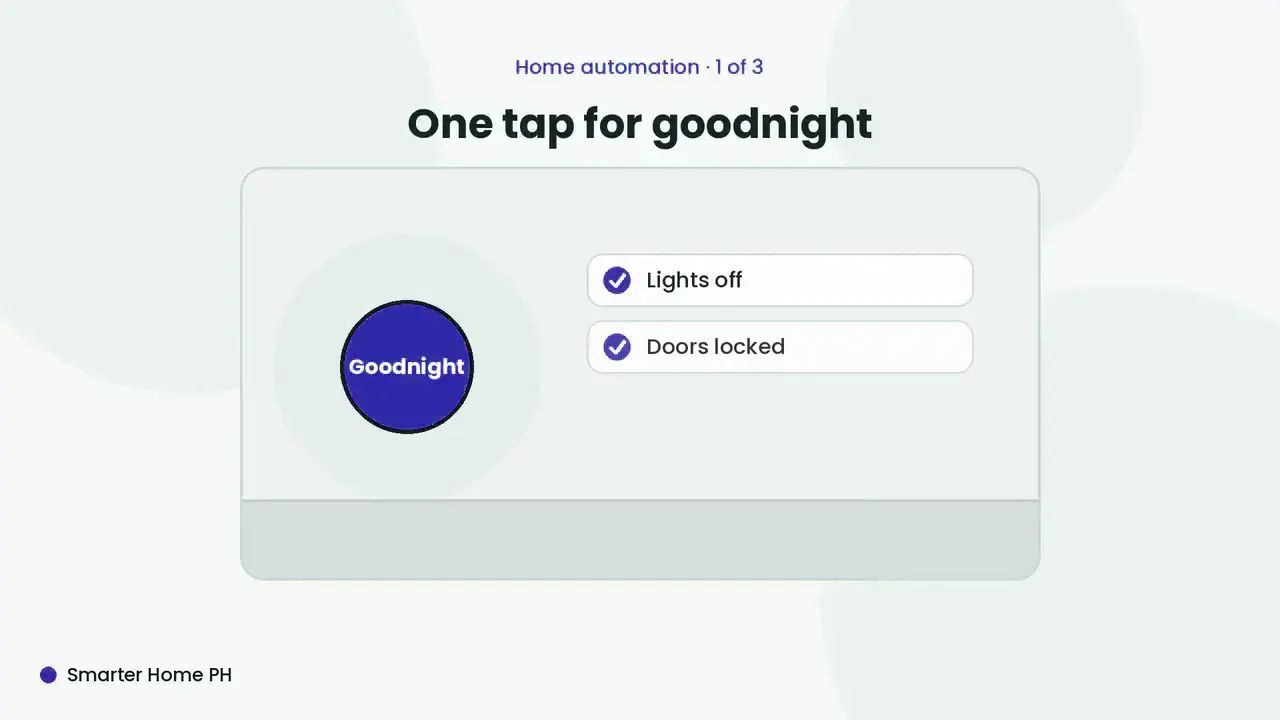 Home automation · 1 of 3
One tap for goodnight
Goodnight
Lights off
Doors locked
Smarter Home PH